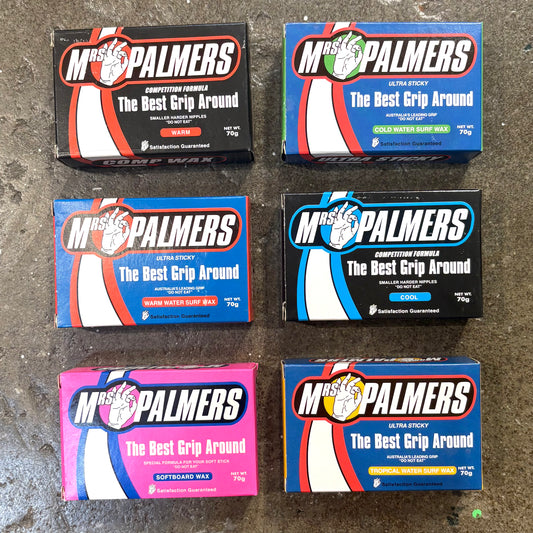 MRS PALMERS
COMPETITION FORMULA
The Best Grip Around
SMALLER HARDER NIPPLES
"DO NOT EAT"
WARM
NET WT.
70g
Satisfaction Guaranteed
COMP WAX
MRS PALMERS
ULTRA STICKY
The Best Grip Around
AUSTRALIA'S LEADING GRIP
"DO NOT EAT"
COLD WATER SURF WAX
NET WT.
70g
Satisfaction Guaranteed
ULTRA STICKY
MRS PALMERS
ULTRA STICKY
The Best Grip Around
AUSTRALIA'S LEADING GRIP
"DO NOT EAT"
WARM WATER SURF WAX
NET WT.
70g
Satisfaction Guaranteed
MRS PALMERS
COMPETITION FORMULA
The Best Grip Around
SMALLER HARDER NIPPLES
"DO NOT EAT"
COOL
NET WT.
70g
Satisfaction Guaranteed
MRS PALMERS
The Best Grip Around
SPECIAL FORMULA FOR YOUR SOFT STICK
"DO NOT EAT"
SOFTBOARD WAX
NET WT.
70g
Satisfaction Guaranteed
MRS PALMERS
ULTRA STICKY
The Best Grip Around
AUSTRALIA'S LEADING GRIP
"DO NOT EAT"
TROPICAL WATER SURF WAX
NET WT.
70g
Satisfaction Guaranteed